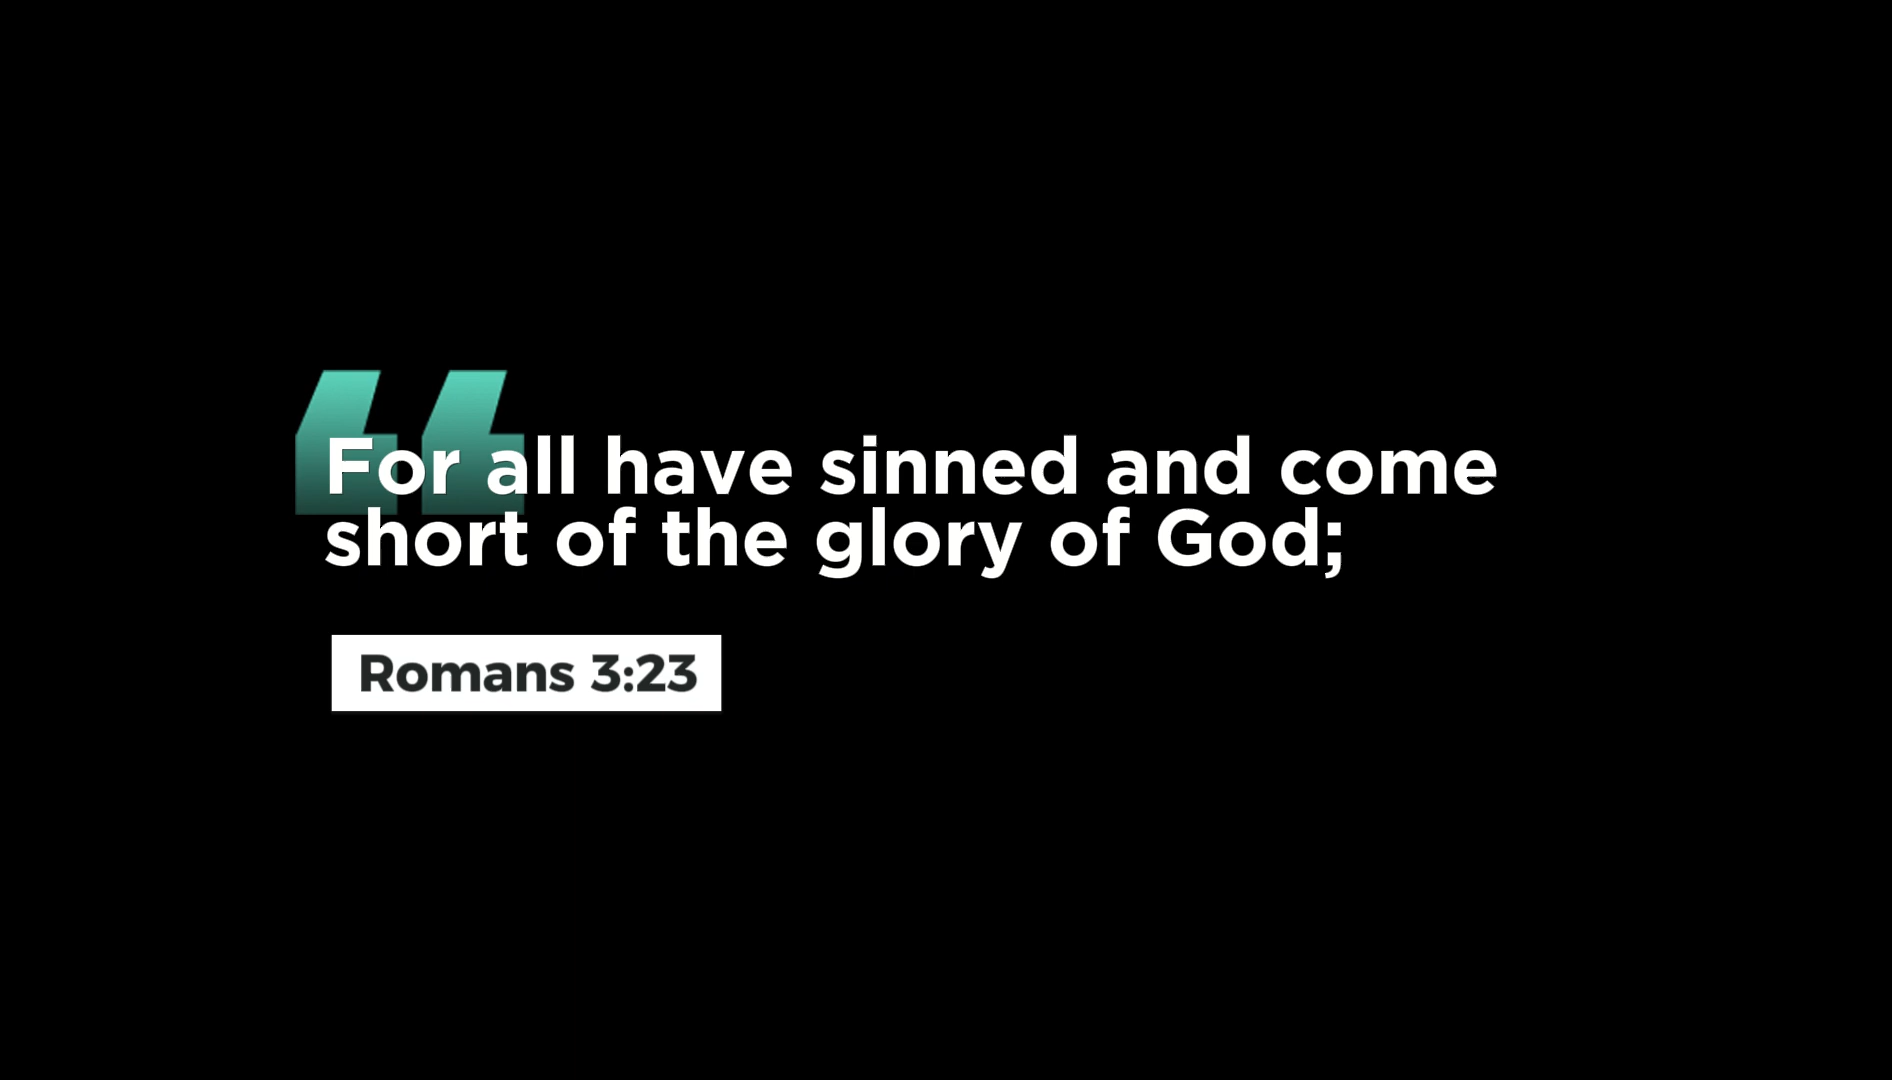 “
For all have sinned and come
short of the glory of God;
Romans 3:23